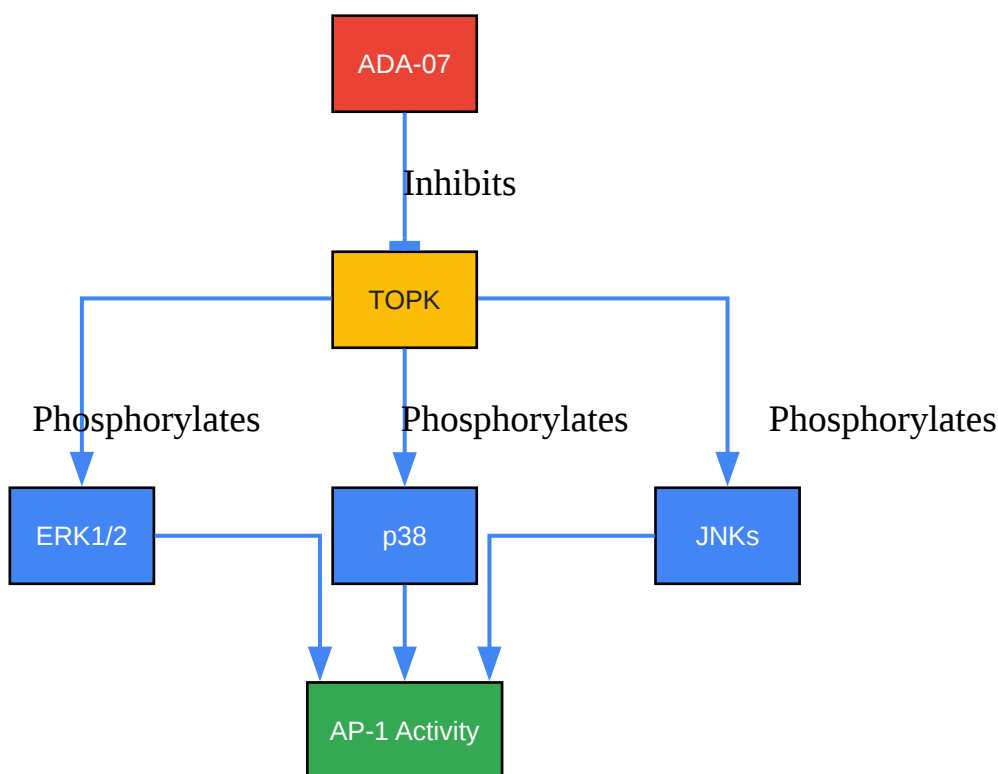 ADA-07
Inhibits
TOPK
Phosphorylates Phosphorylates Phosphorylates
ERK1/2 p38 JNKs
AP-1 Activity